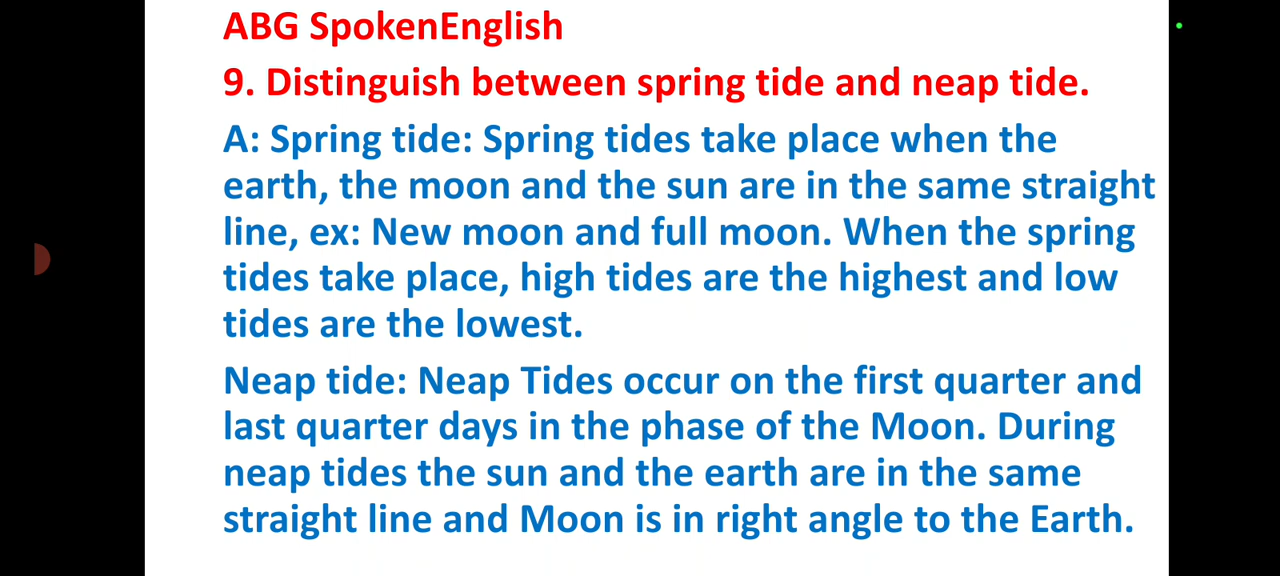 ABG SpokenEnglish
9. Distinguish between spring tide and neap tide.
A: Spring tide: Spring tides take place when the
earth, the moon and the sun are in the same straight
line, ex: New moon and full moon. When the spring
tides take place, high tides are the highest and low
tides are the lowest.
Neap tide: Neap Tides occur on the first quarter and
last quarter days in the phase of the Moon. During
neap tides the sun and the earth are in the same
straight line and Moon is in right angle to the Earth.